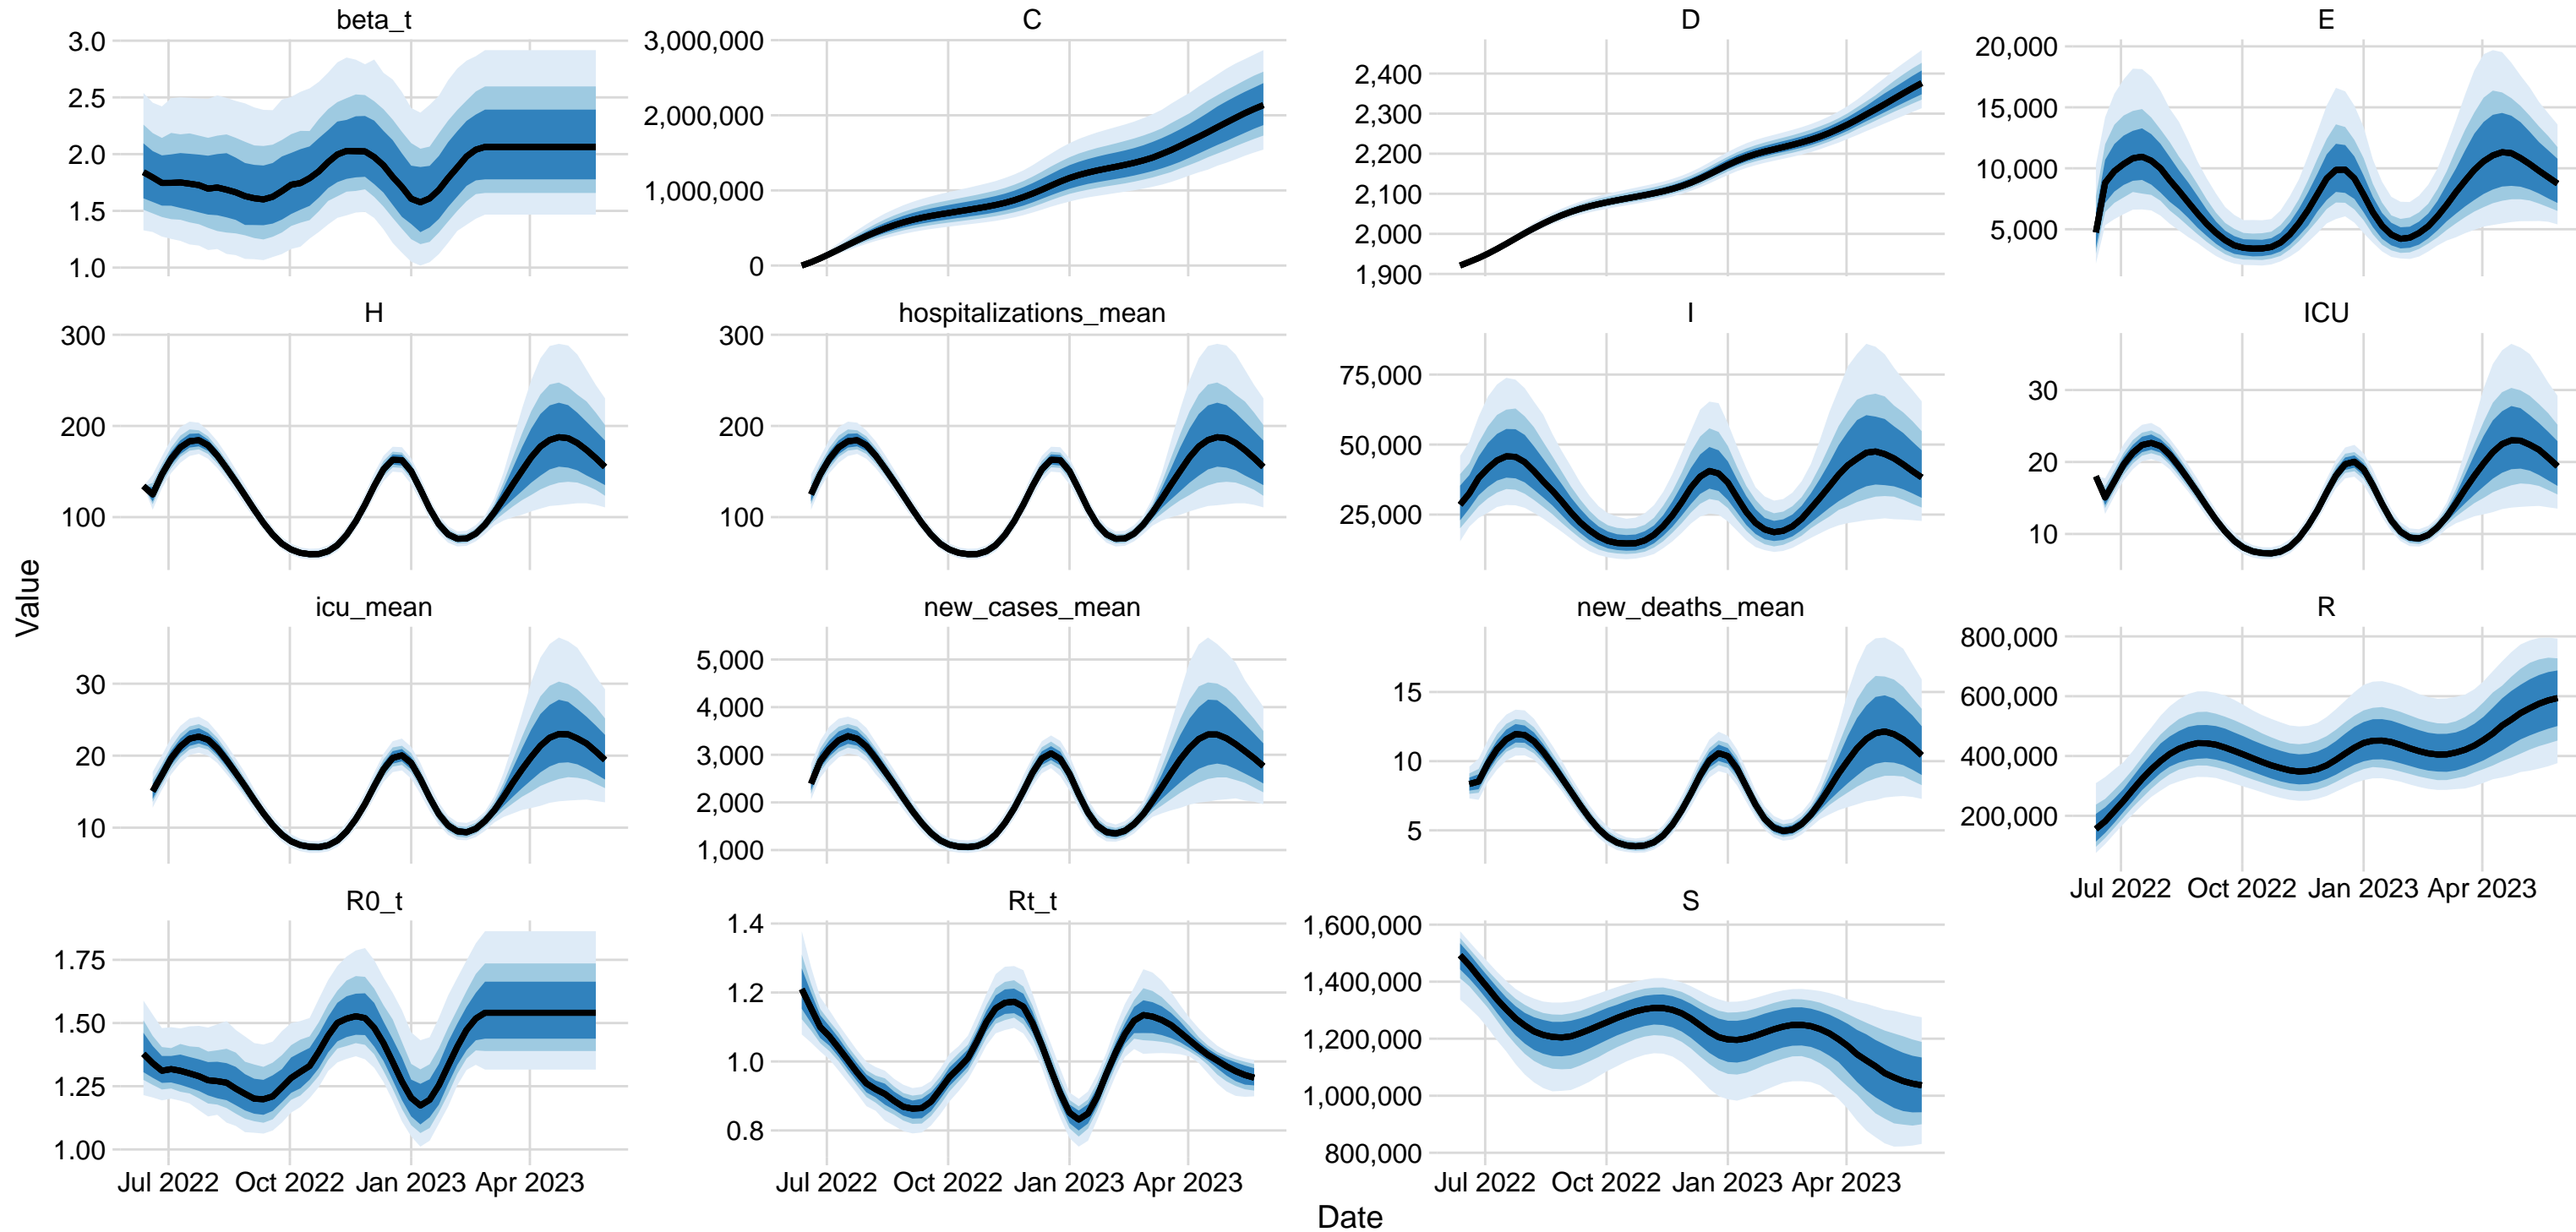 beta_t
3.0
2.5
2.0
1.5
1.0
C
3,000,000
2,000,000
1,000,000
0
D
2,400
2,300
2,200
2,100
2,000
1,900
E
20,000
15,000
10,000
5,000
H
300
200
100
hospitalizations_mean
300
200
100
I
75,000
50,000
25,000
ICU
30
20
10
icu_mean
30
20
10
new_cases_mean
5,000
4,000
3,000
2,000
1,000
new_deaths_mean
15
10
5
R
800,000
600,000
400,000
200,000
Jul 2022 Oct 2022 Jan 2023 Apr 2023
R0_t
1.75
1.50
1.25
1.00
Jul 2022 Oct 2022 Jan 2023 Apr 2023
Rt_t
1.4
1.2
1.0
0.8
Jul 2022 Oct 2022 Jan 2023 Apr 2023
S
1,600,000
1,400,000
1,200,000
1,000,000
800,000
Jul 2022 Oct 2022 Jan 2023 Apr 2023
Value
Date